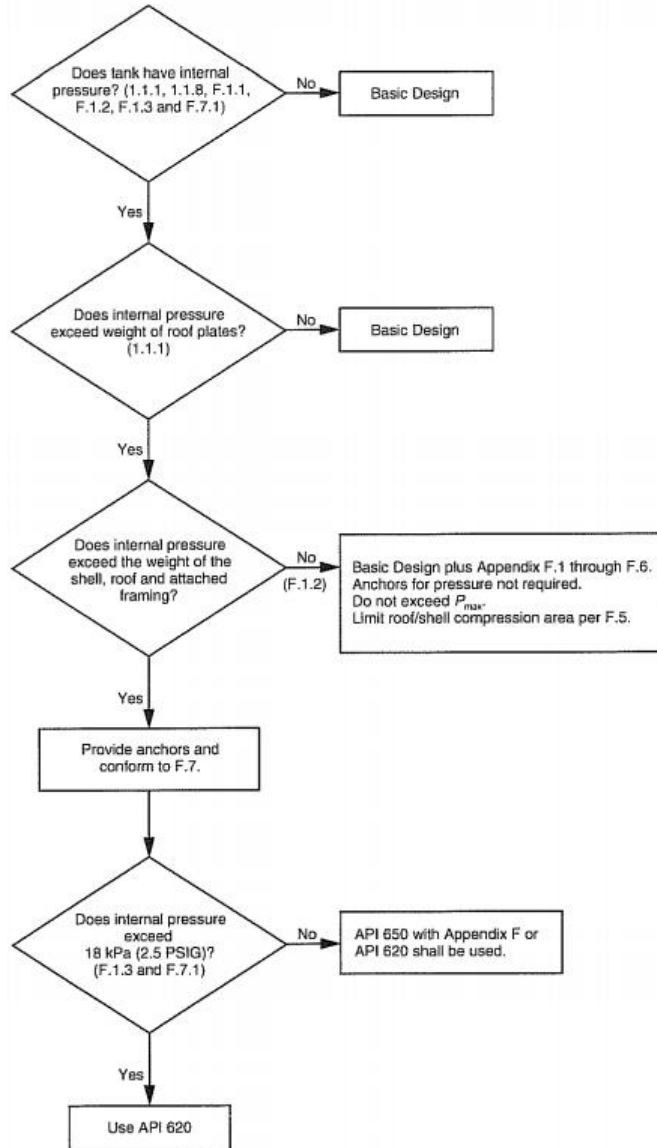 Does tank have internal
pressure? (1.1.1, 1.1.8, F.1.1,
F.1.2, F.1.3 and F.7.1)
No
Basic Design
Yes
Does internal pressure
exceed weight of roof plates?
(1.1.1)
No
Basic Design
Yes
Does internal pressure
exceed the weight of the
shell, roof and attached
framing?
No
(F.1.2)
Basic Design plus Appendix F.1 through F.6.
Anchors for pressure not required.
Do not exceed Pmax.
Limit roof/shell compression area per F.5.
Yes
Provide anchors and
conform to F.7.
Does internal pressure
exceed
18 kPa (2.5 PSIG)?
(F.1.3 and F.7.1)
No
API 650 with Appendix F or
API 620 shall be used.
Yes
Use API 620